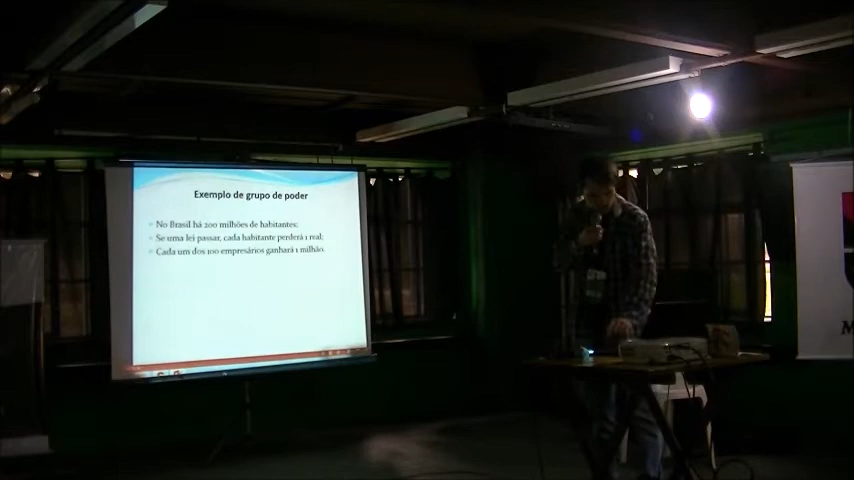 Exemplo de grupo de poder
No Brasil há 200 milhões de habitantes;
Se uma lei passar, cada habitante perderá 1 real;
Cada um dos 100 empresários ganhará 1 milhão.
M